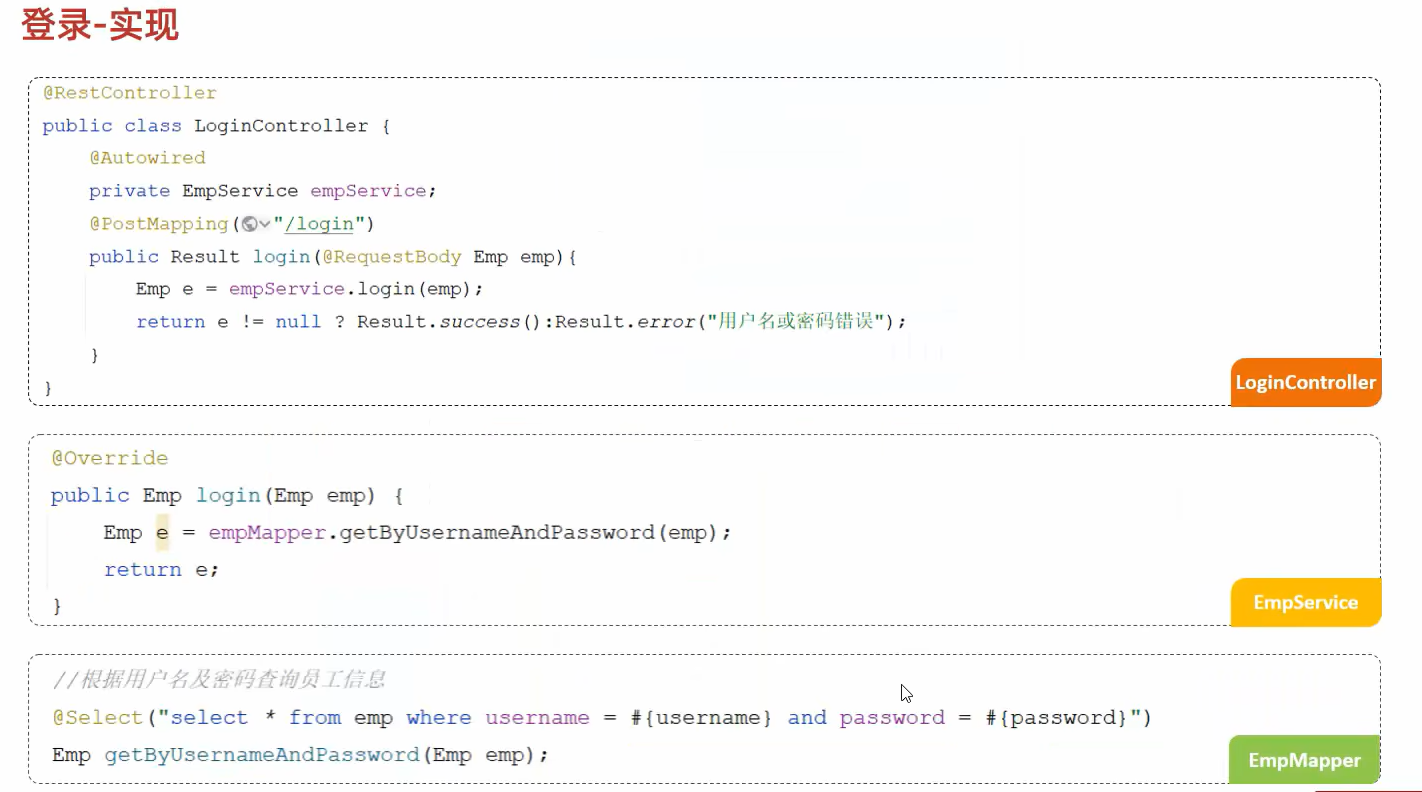 登录-实现
@RestController
public class LoginController {
@Autowired
private EmpService empService;
@PostMapping("/login")
public Result login(@RequestBody Emp emp){
Emp e = empService.login(emp);
return e != null ? Result.success():Result.error("用户名或密码错误");
}
}
LoginController
@Override
public Emp login(Emp emp) {
Emp e = empMapper.getByUsernameAndPassword(emp);
return e;
}
EmpService
//根据用户名及密码查询员工信息
@Select("select * from emp where username = #{username} and password = #{password}")
Emp getByUsernameAndPassword(Emp emp);
EmpMapper